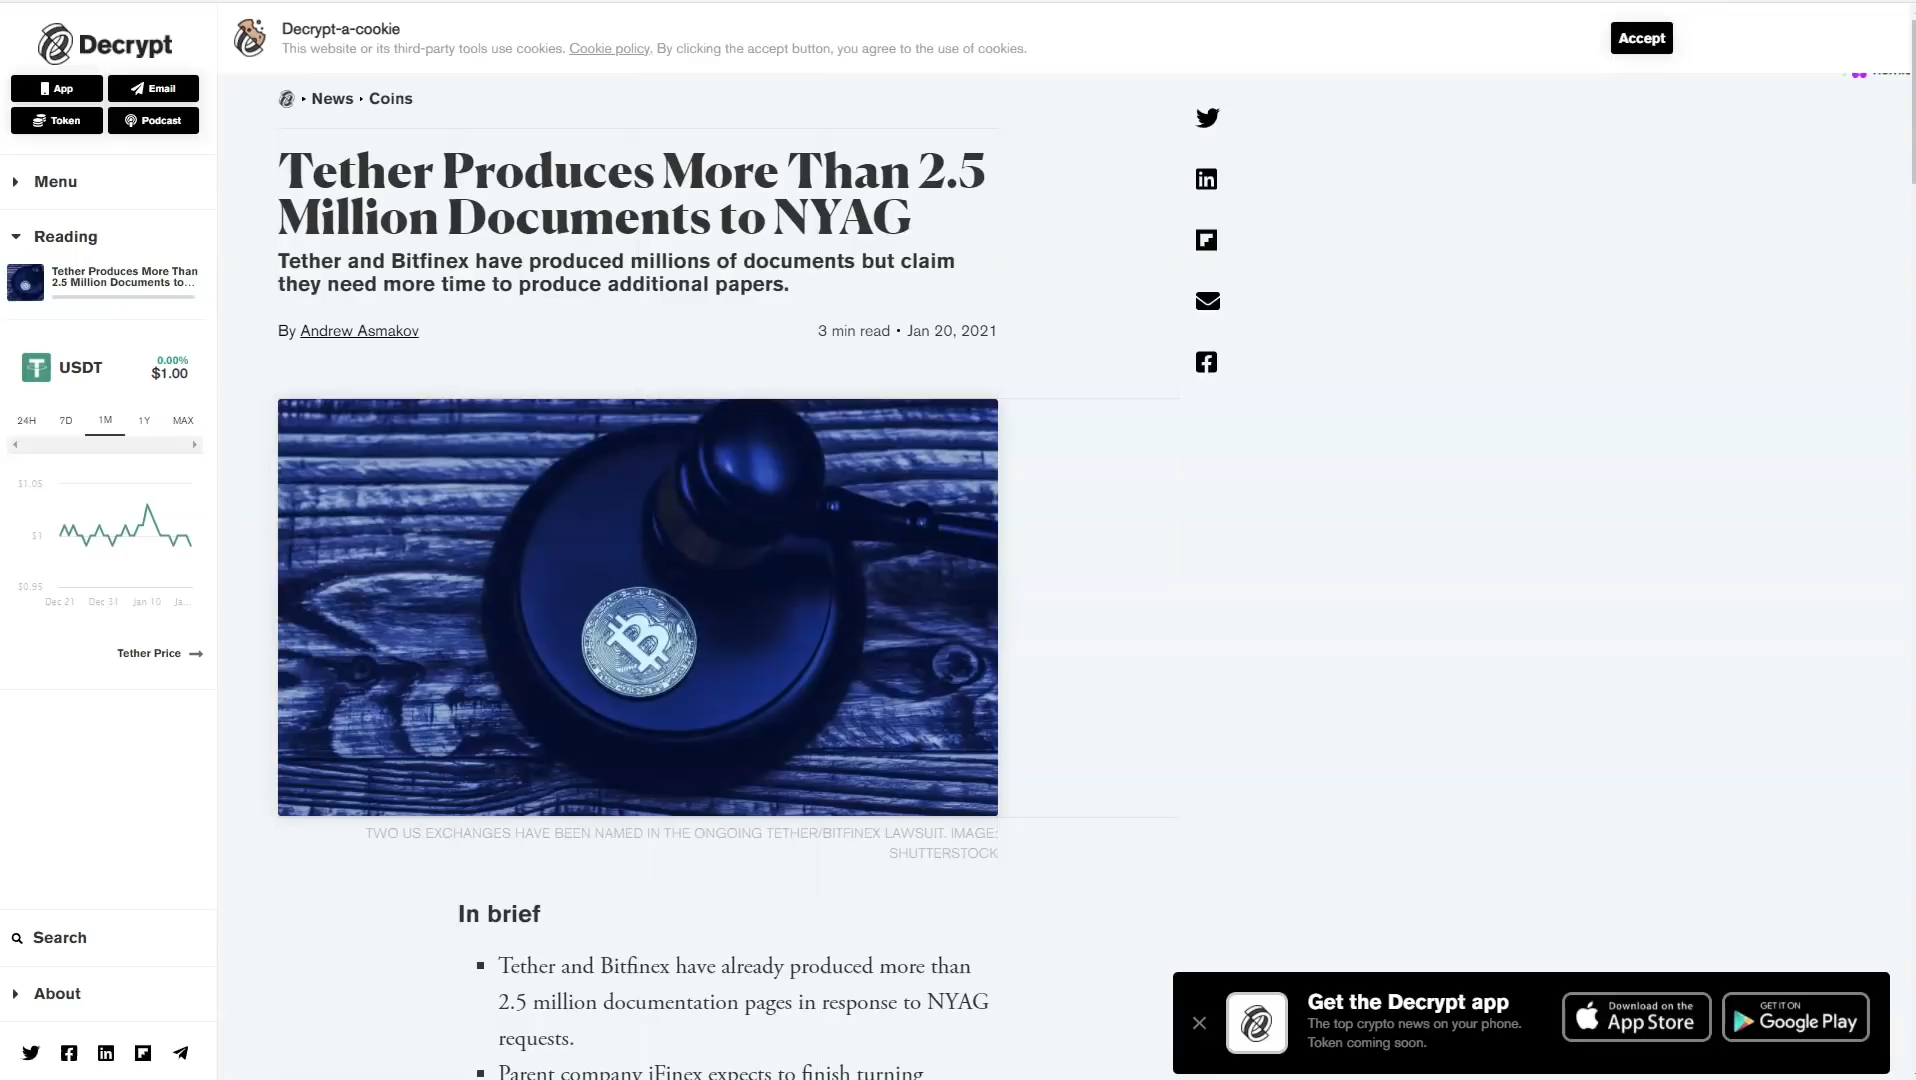 Decrypt
App
Email
Token
Podcast
Menu
Reading
Tether Produces More Than
2.5 Million Documents to...
USDT
0.00%
$1.00
24H 7D 1M 1Y MAX
$1.05
$1
$0.95
Dec 21 Dec 31 Jan 10 Ja...
Tether Price
Search
About
Decrypt-a-cookie
This website or its third-party tools use cookies. Cookie policy. By clicking the accept button, you agree to the use of cookies.
Accept
News • Coins
Tether Produces More Than 2.5
Million Documents to NYAG
Tether and Bitfinex have produced millions of documents but claim
they need more time to produce additional papers.
By Andrew Asmakov
3 min read • Jan 20, 2021
TWO US EXCHANGES HAVE BEEN NAMED IN THE ONGOING TETHER/BITFINEX LAWSUIT. IMAGE:
SHUTTERSTOCK
In brief
Tether and Bitfinex have already produced more than
2.5 million documentation pages in response to NYAG
requests.
Parent company iFinex expects to finish turning
Get the Decrypt app
The top crypto news on your phone.
Token coming soon.
Download on the
App Store
GET IT ON
Google Play